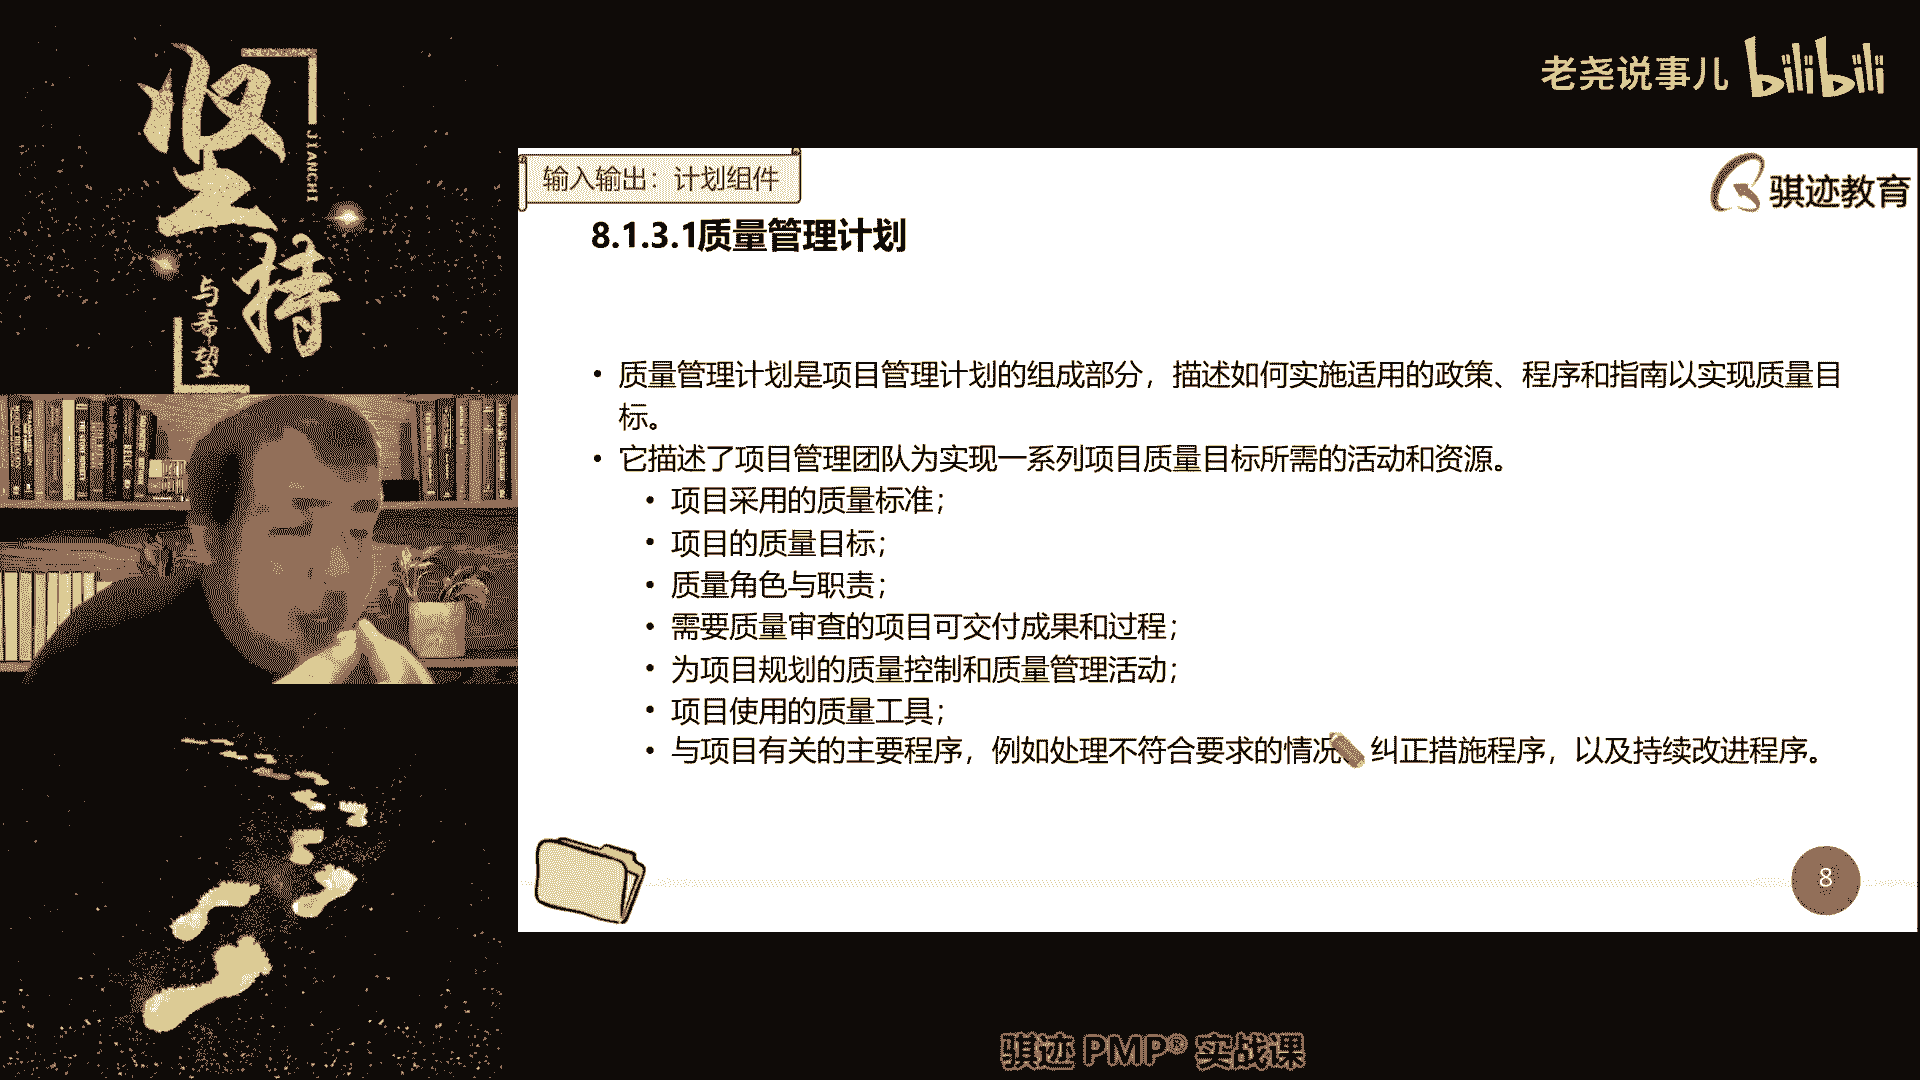 坚持
JIANCHI
与希望
老尧说事儿 bilibili
输入输出：计划组件
骐迹教育
8.1.3.1质量管理计划
• 质量管理计划是项目管理计划的组成部分，描述如何实施适用的政策、程序和指南以实现质量目
标。
• 它描述了项目管理团队为实现一系列项目质量目标所需的活动和资源。
• 项目采用的质量标准；
• 项目的质量目标；
• 质量角色与职责；
• 需要质量审查的项目可交付成果和过程；
• 为项目规划的质量控制和质量管理活动；
• 项目使用的质量工具；
• 与项目有关的主要程序，例如处理不符合要求的情况 纠正措施程序，以及持续改进程序。
8
骐迹 PMP® 实战课